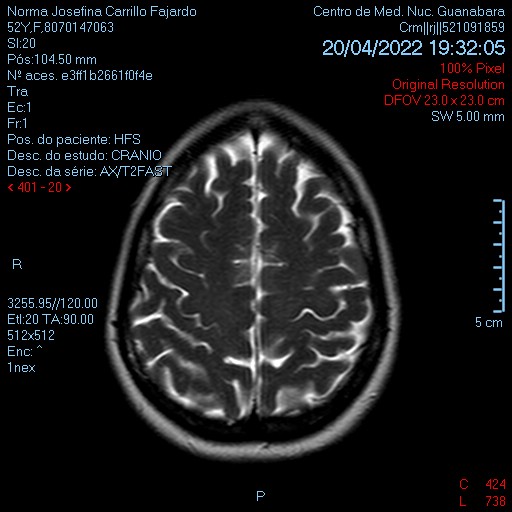 Norma Josefina Carrillo Fajardo
52Y,F,8070147063
Sl:20
Pós:104.50 mm
Nº aces. e3ff1b2661f0f4e
Tra
Ec:1
Fr:1
Pos. do paciente: HFS
Desc. do estudo: CRANIO
Desc. da série: AX/T2FAST
< 401 - 20 >
Centro de Med. Nuc. Guanabara
Crm||rj||521091859
20/04/2022 19:32:05
100% Pixel
Original Resolution
DFOV 23.0 x 23.0 cm
SW 5.00 mm
R
5 cm
3255.95//120.00
Etl:20 TA:90.00
512x512
Enc: ^
1nex
P
C 424
L 738